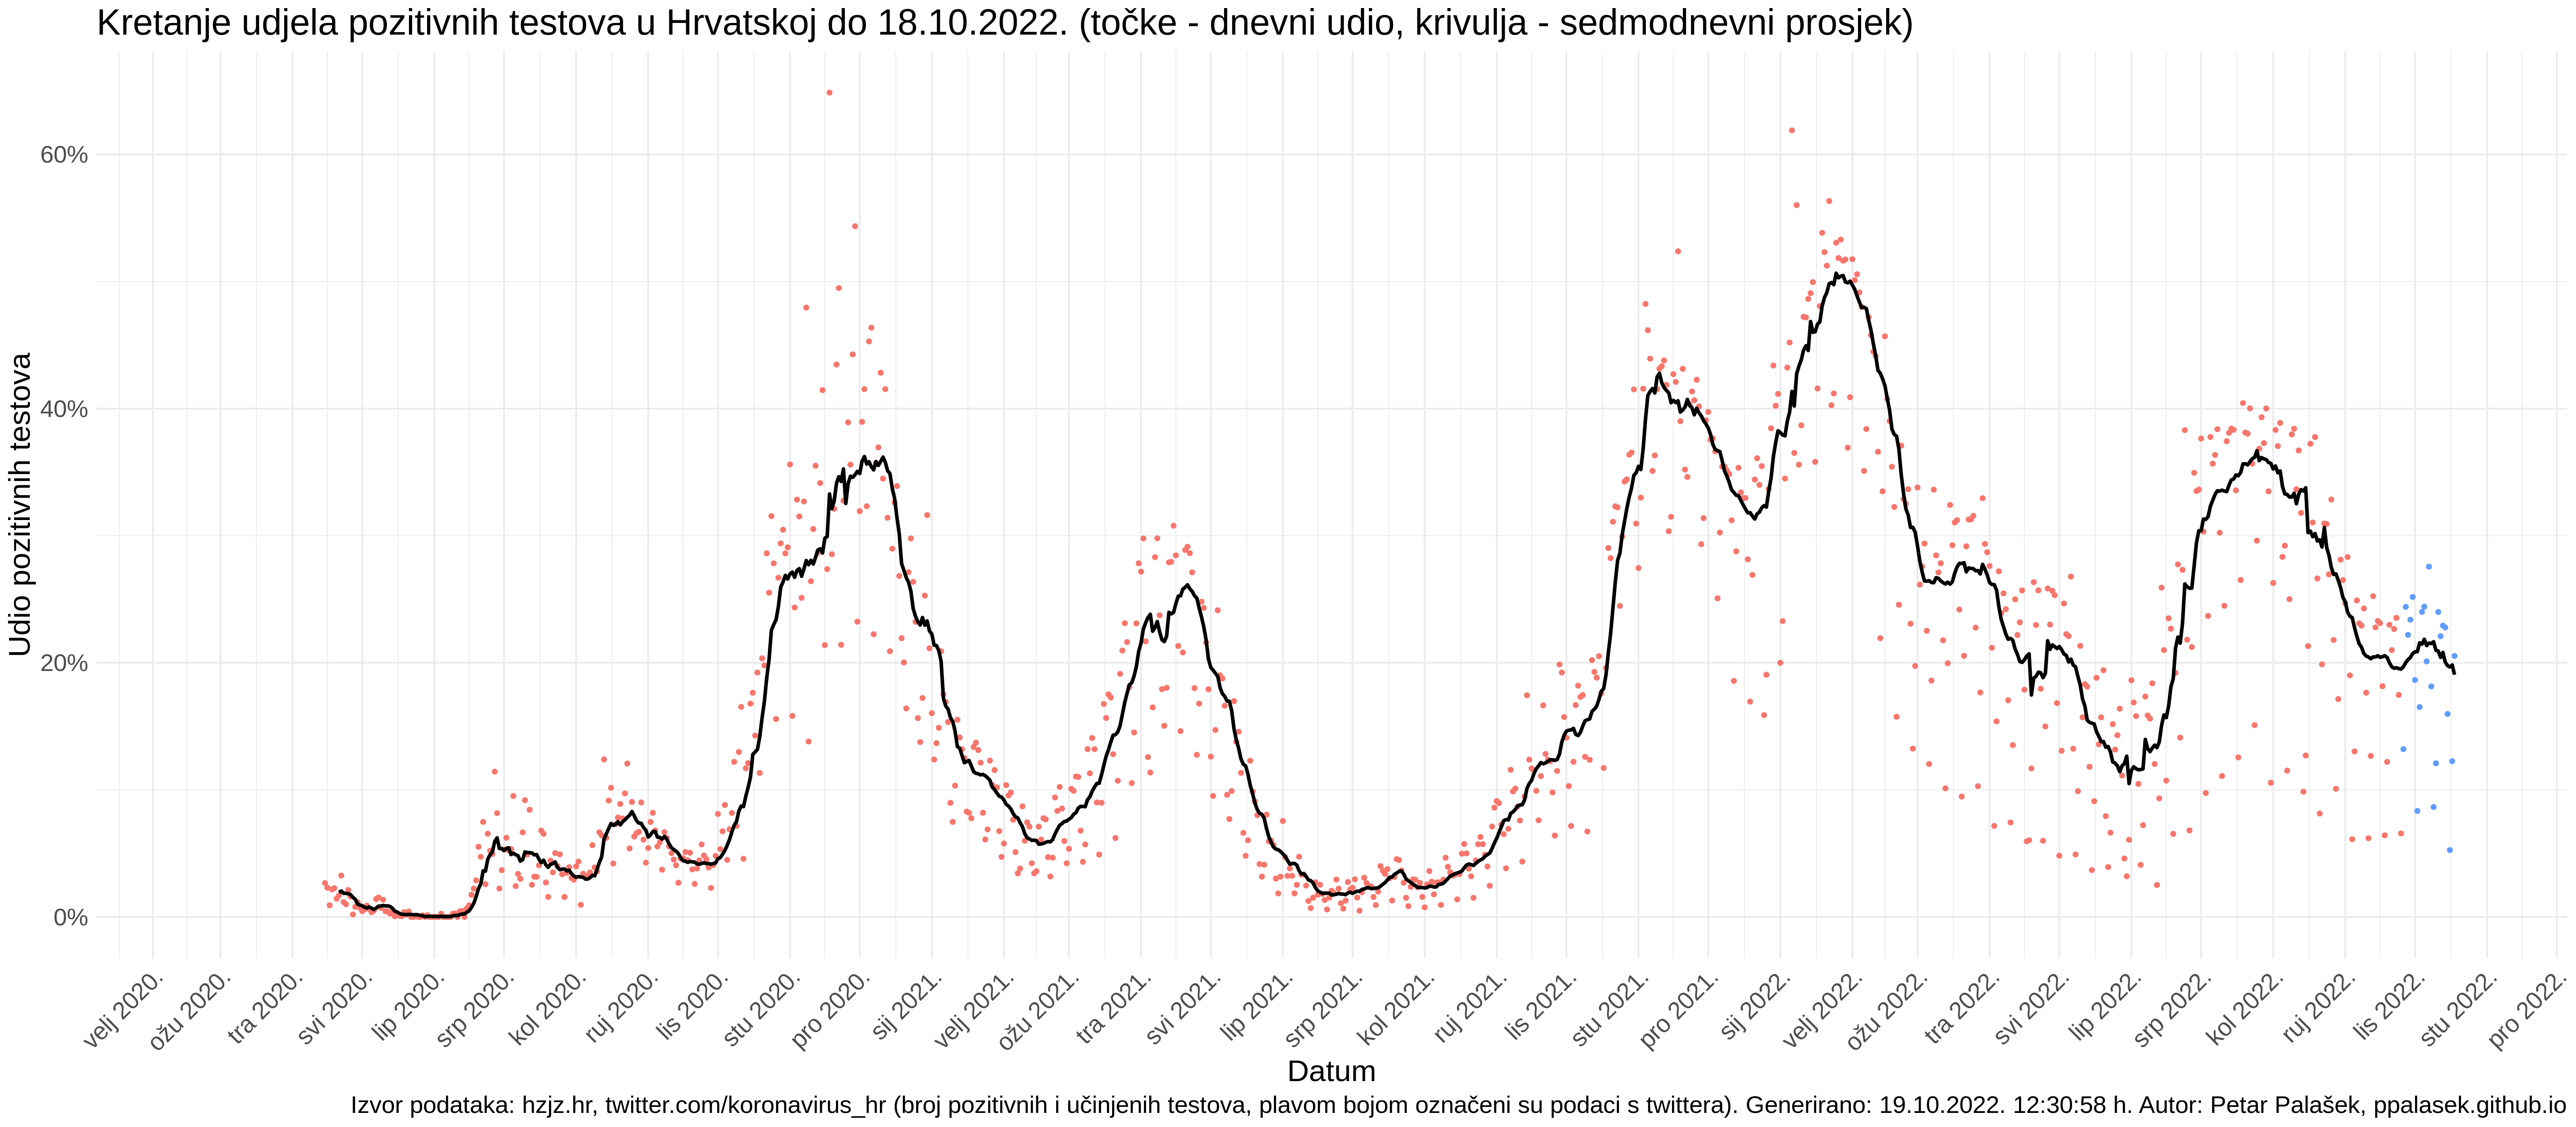 Kretanje udjela pozitivnih testova u Hrvatskoj do 18.10.2022. (točke - dnevni udio, krivulja - sedmodnevni prosjek)
Udio pozitivnih testova
60%
40%
20%
0%
velj 2020.
ožu 2020.
tra 2020.
svi 2020.
lip 2020.
srp 2020.
kol 2020.
ruj 2020.
lis 2020.
stu 2020.
pro 2020.
sij 2021.
velj 2021.
ožu 2021.
tra 2021.
svi 2021.
lip 2021.
srp 2021.
kol 2021.
ruj 2021.
lis 2021.
stu 2021.
pro 2021.
sij 2022.
velj 2022.
ožu 2022.
tra 2022.
svi 2022.
lip 2022.
srp 2022.
kol 2022.
ruj 2022.
lis 2022.
stu 2022.
pro 2022.
Datum
Izvor podataka: hzjz.hr, twitter.com/koronavirus_hr (broj pozitivnih i učinjenih testova, plavom bojom označeni su podaci s twittera). Generirano: 19.10.2022. 12:30:58 h. Autor: Petar Palašek, ppalasek.github.io